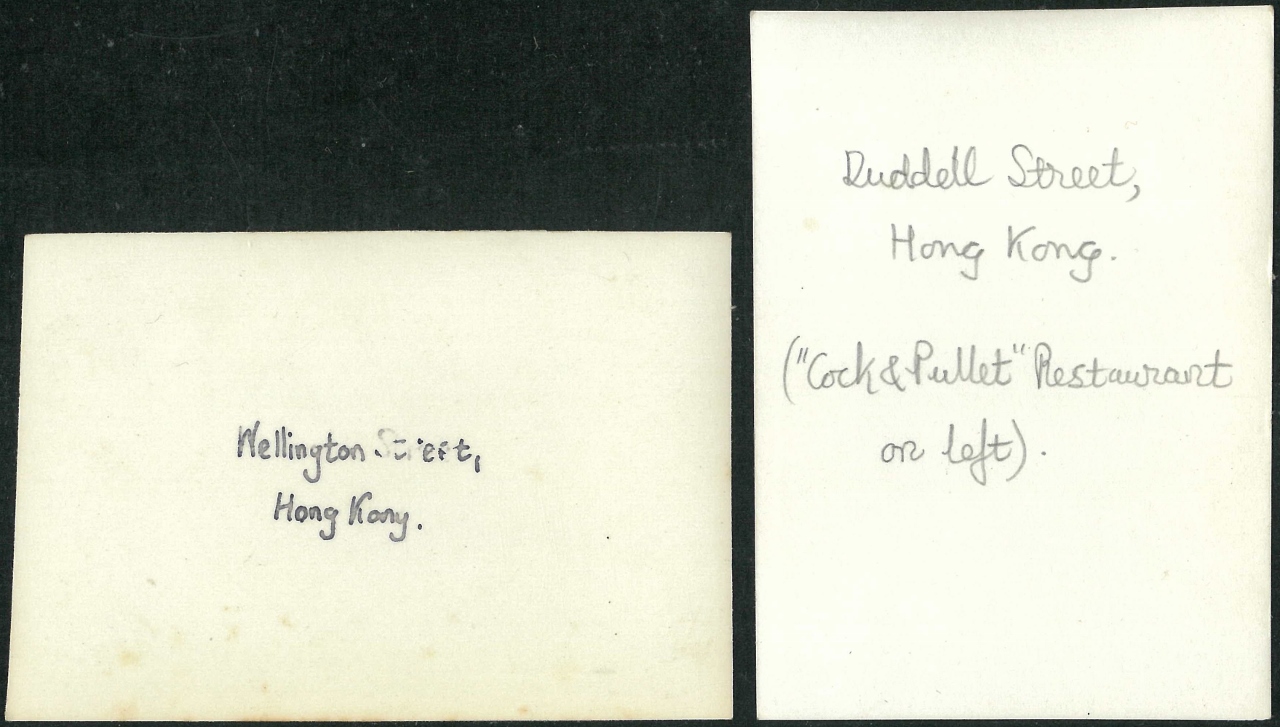 Wellington Street,
Hong Kong.
Duddell Street,
Hong Kong.
("Cock & Pullet" Restaurant
on left).